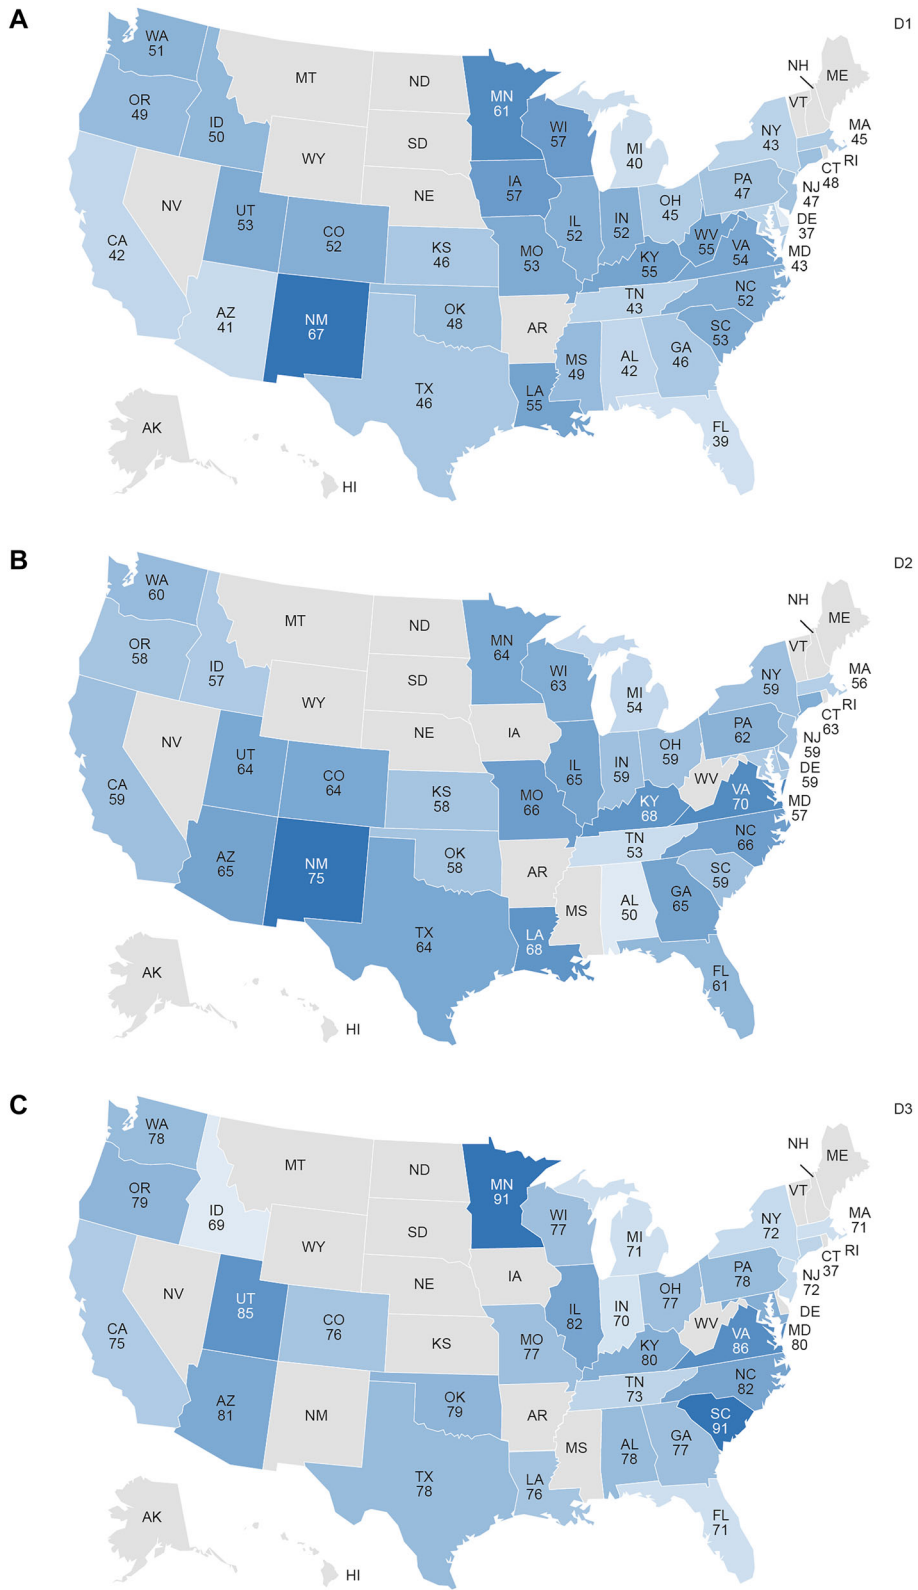 A
D1
WA
51
MT
ND
MN
61
NH
ME
VT
OR
49
ID
50
SD
WI
57
MI
40
NY
43
MA
45
WY
IA
57
PA
47
CT
48
RI
NV
NE
OH
45
NJ
47
UT
53
CO
52
IL
52
IN
52
WV
55
DE
37
CA
42
KS
46
MO
53
KY
55
VA
54
MD
43
AZ
41
NM
67
OK
48
AR
TN
43
NC
52
SC
53
TX
46
MS
49
AL
42
GA
46
LA
55
AK
FL
39
HI
B
D2
WA
60
MT
ND
MN
64
NH
ME
VT
OR
58
ID
57
SD
WI
63
MI
54
NY
59
MA
56
WY
RI
NV
NE
IA
PA
62
CT
63
UT
64
CO
64
IL
65
IN
59
OH
59
NJ
59
WV
DE
59
CA
59
KS
58
MO
66
KY
68
VA
70
MD
57
AZ
65
NM
75
OK
58
AR
TN
53
NC
66
SC
59
TX
64
MS
AL
50
GA
65
LA
68
AK
FL
61
HI
C
D3
WA
78
MT
ND
MN
91
NH
ME
VT
OR
79
ID
69
SD
WI
77
MI
71
NY
72
MA
71
WY
RI
NV
NE
IA
PA
78
CT
37
UT
85
CO
76
IL
82
IN
70
OH
77
NJ
72
WV
DE
CA
75
KS
MO
77
KY
80
VA
86
MD
80
AZ
81
NM
OK
79
AR
TN
73
NC
82
SC
91
TX
78
MS
AL
78
GA
77
LA
76
AK
FL
71
HI